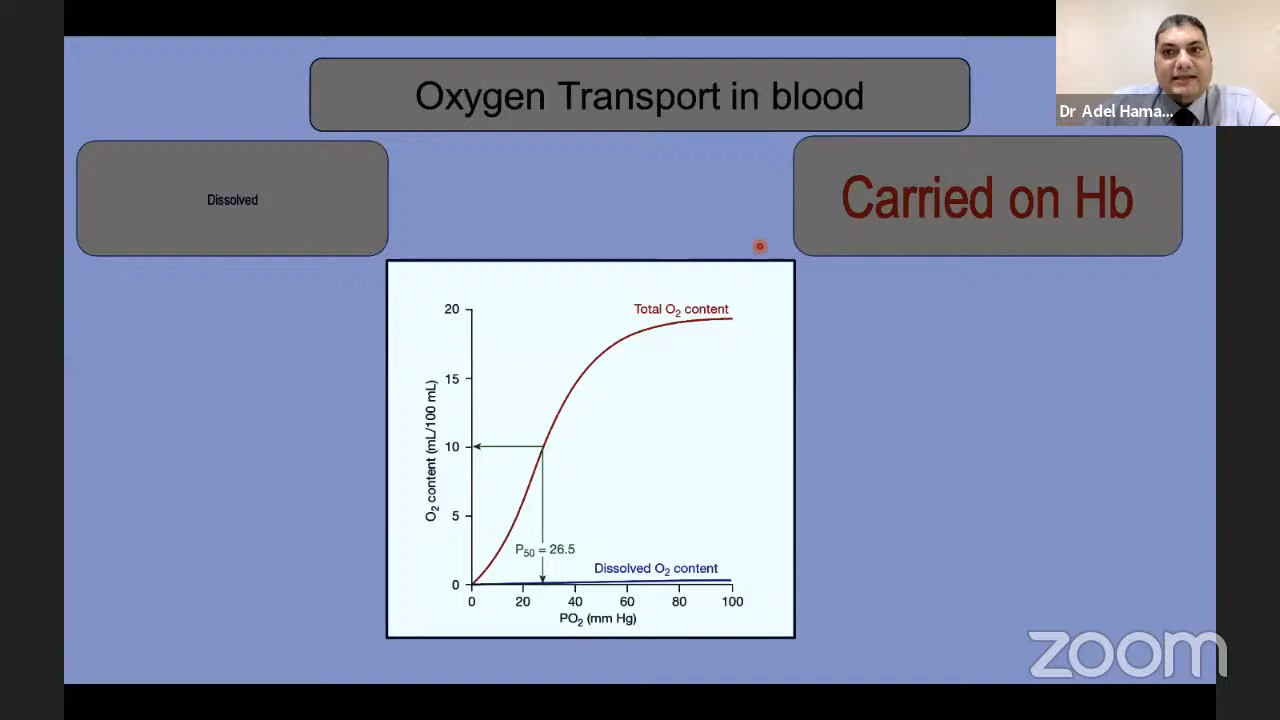 Oxygen Transport in blood
Dr Adel Hama...
Dissolved
Carried on Hb
Total O₂ content
20
15
10
5
0
O₂ content (mL/100 mL)
P₅₀ = 26.5
Dissolved O₂ content
0 20 40 60 80 100
PO₂ (mm Hg)
zoom